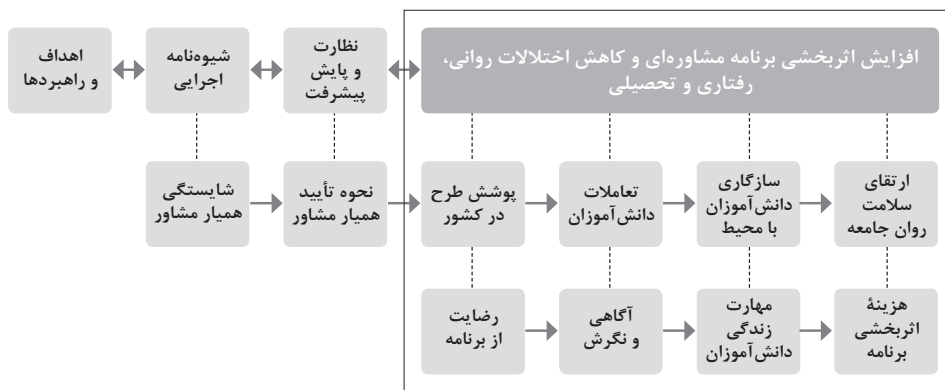 افزایش اثربخشی برنامه مشاوره‌ای و کاهش اختلالات روانی،
رفتاری و تحصیلی
نظارت
و پایش
پیشرفت
شیوه‌نامه
اجرایی
اهداف
و راهبردها
ارتقای
سلامت
روان جامعه
سازگاری
دانش‌آموزان
با محیط
تعاملات
دانش‌آموزان
پوشش طرح
در کشور
نحوه تأیید
همیار مشاور
شایستگی
همیار مشاور
هزینهٔ
اثربخشی
برنامه
مهارت
زندگی
دانش‌آموزان
آگاهی
و نگرش
رضایت
از برنامه